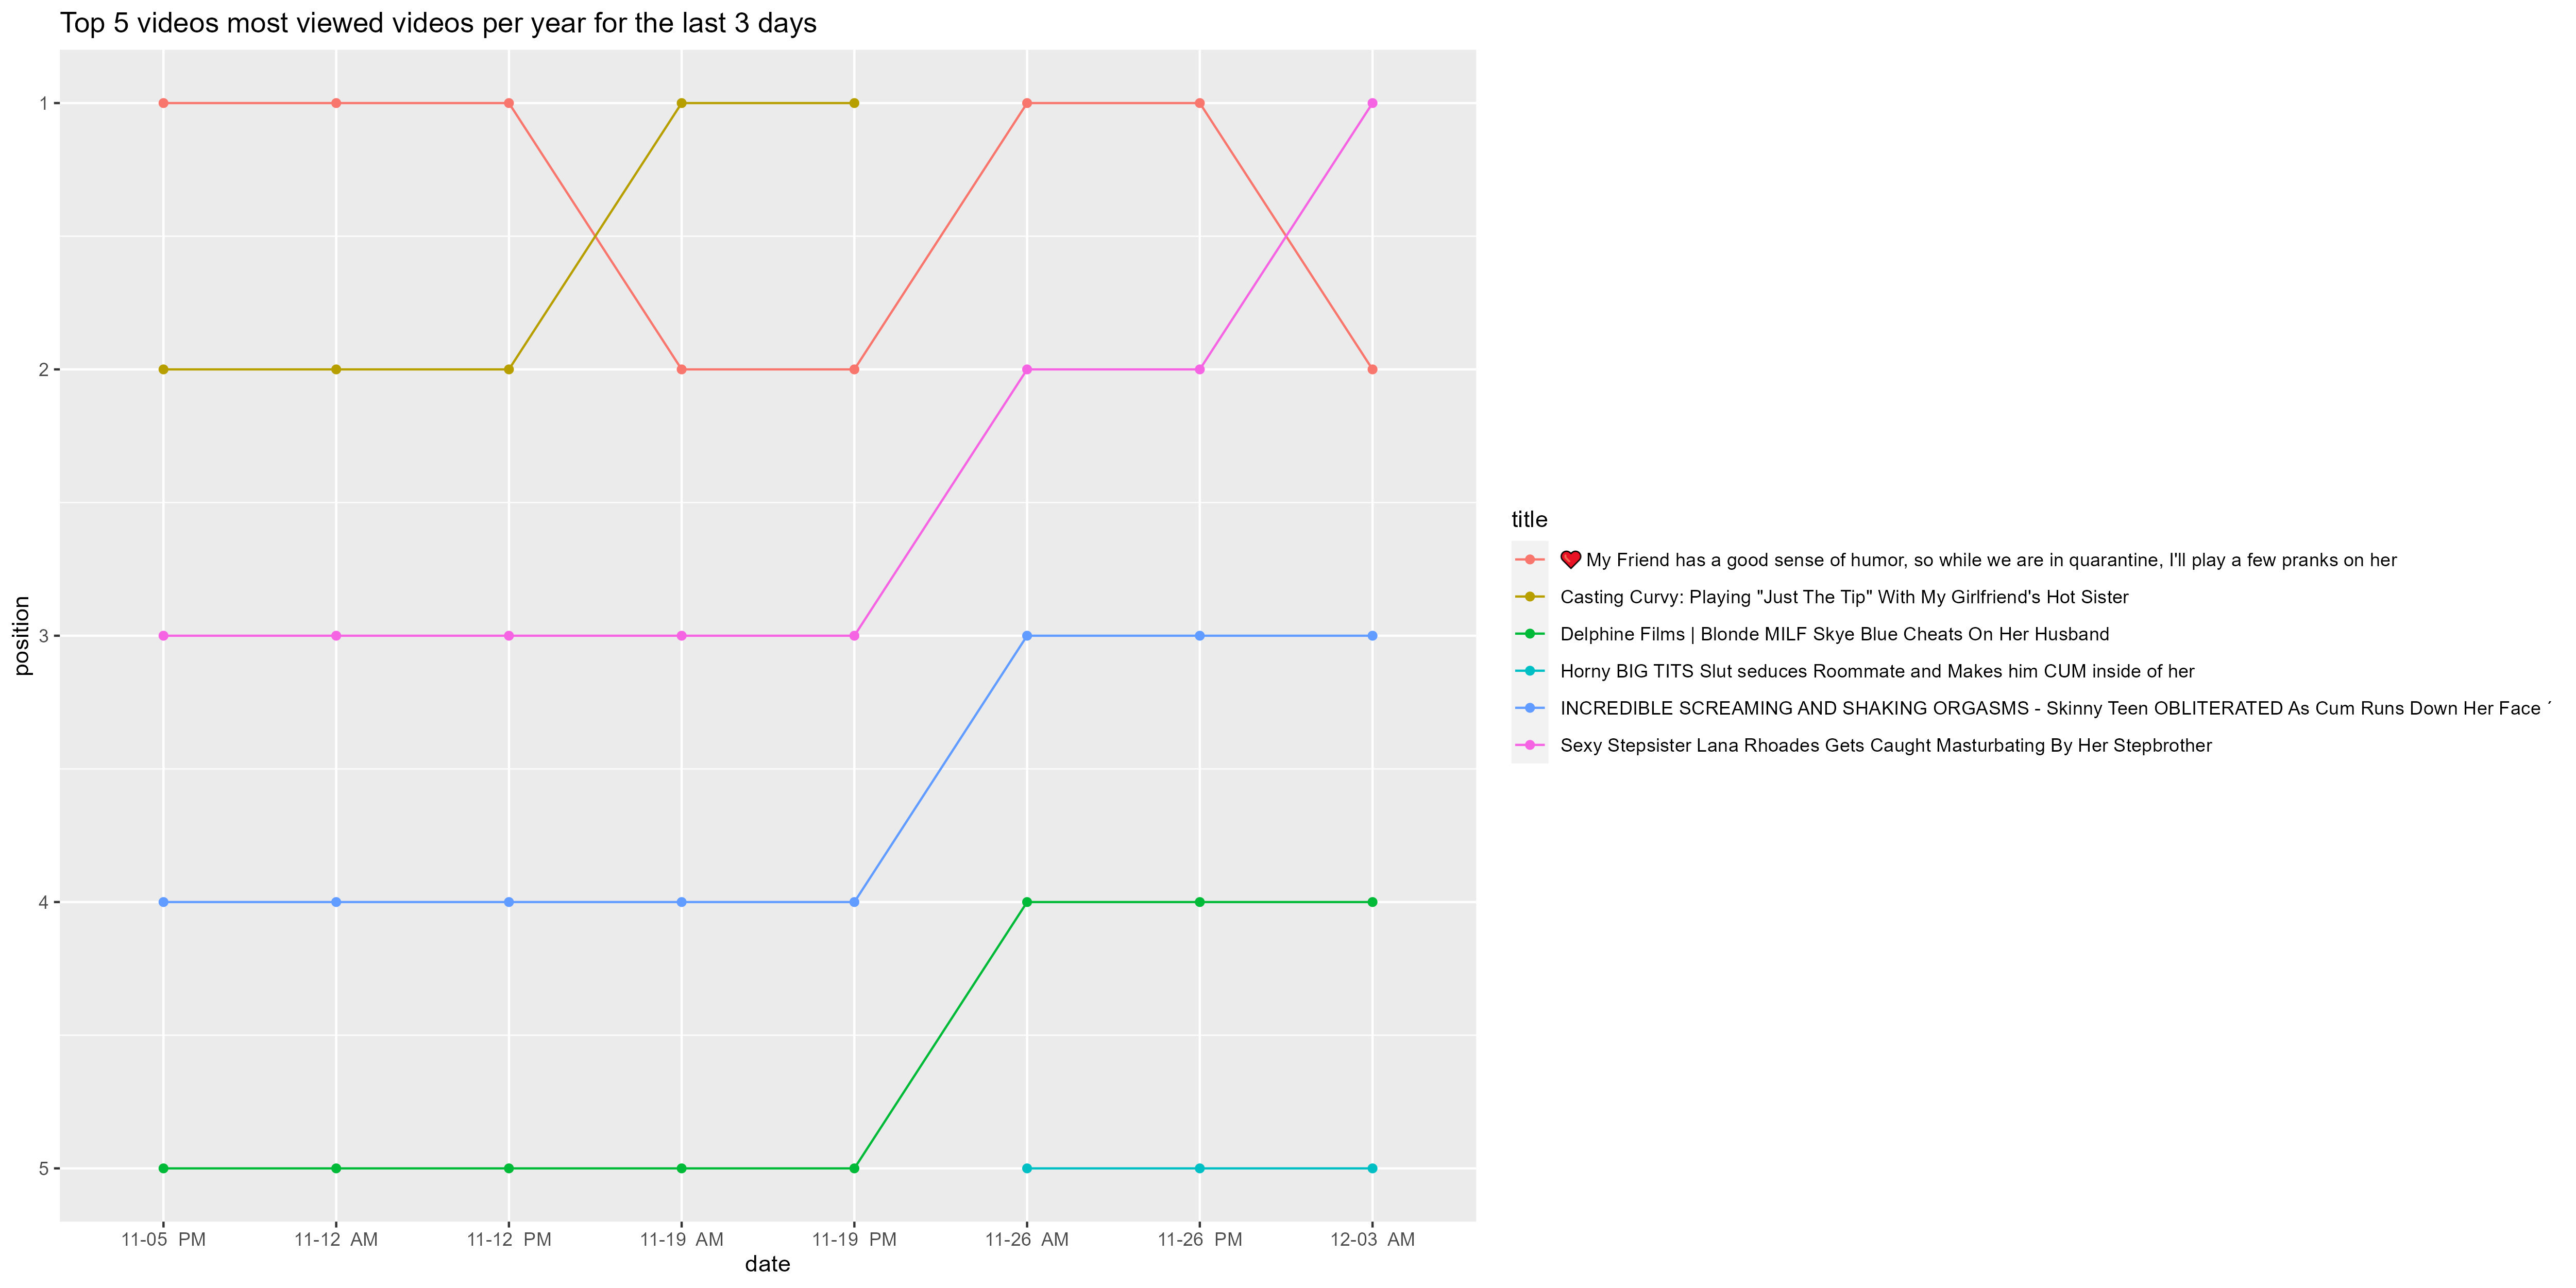 Top 5 videos most viewed videos per year for the last 3 days
position
1
2
3
4
5
11-05 PM
11-12 AM
11-12 PM
11-19 AM
11-19 PM
11-26 AM
11-26 PM
12-03 AM
date
title
❤️ My Friend has a good sense of humor, so while we are in quarantine, I'll play a few pranks on her
Casting Curvy: Playing "Just The Tip" With My Girlfriend's Hot Sister
Delphine Films | Blonde MILF Skye Blue Cheats On Her Husband
Horny BIG TITS Slut seduces Roommate and Makes him CUM inside of her
INCREDIBLE SCREAMING AND SHAKING ORGASMS - Skinny Teen OBLITERATED As Cum Runs Down Her Face
Sexy Stepsister Lana Rhoades Gets Caught Masturbating By Her Stepbrother